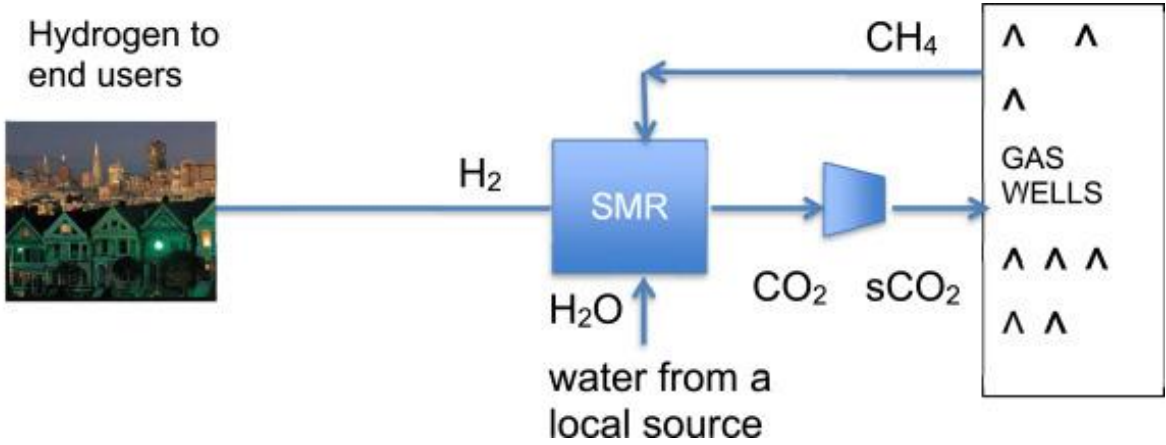 Hydrogen to
end users
CH₄
H₂
SMR
GAS
WELLS
CO₂
sCO₂
H₂O
water from a
local source